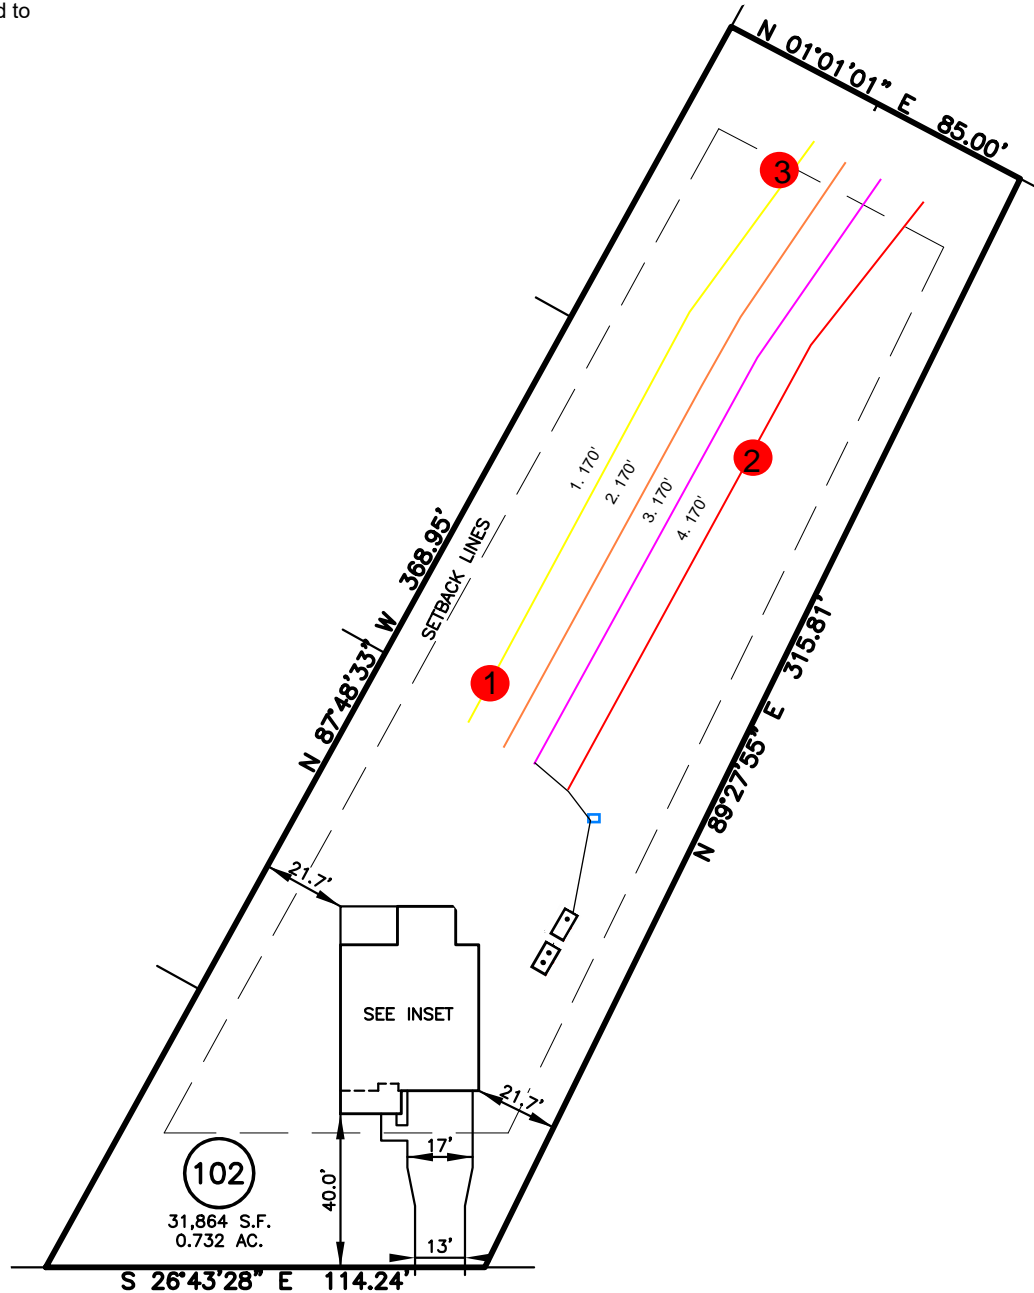 d to
N 01°01'01" E 85.00'
3
2
1. 170'
2. 170'
3. 170'
4. 170'
SETBACK LINES
N 87°48'33" W 368.95'
1
N 89°27'55" E 315.81'
21.7'
SEE INSET
21.7'
17'
40.0'
102
31,864 S.F.
0.732 AC.
13'
S 26°43'28" E 114.24'